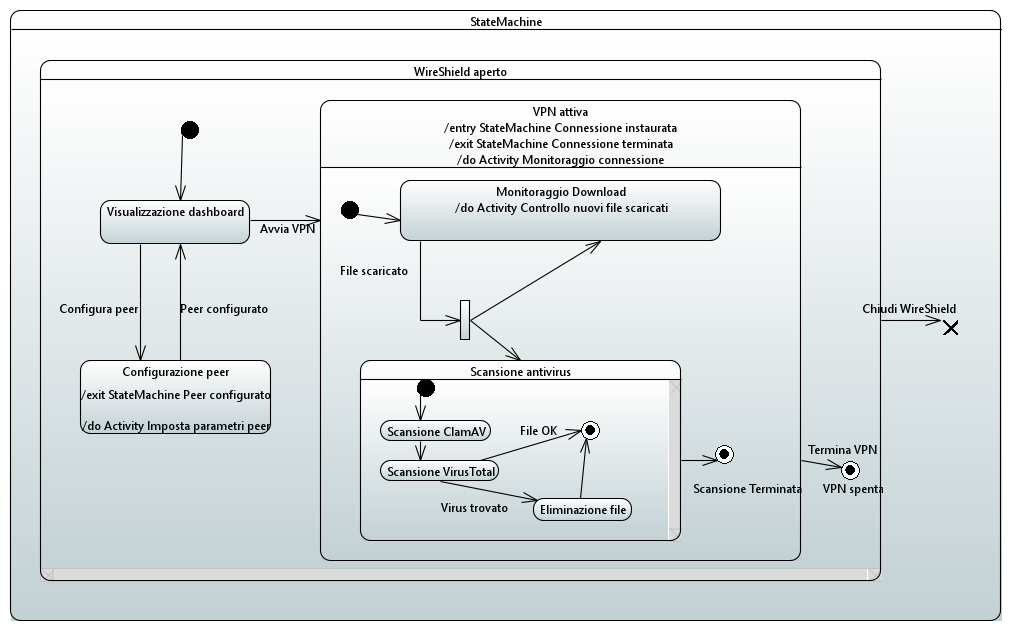 StateMachine
WireShield aperto
VPN attiva
/entry StateMachine Connessione instaurata
/exit StateMachine Connessione terminata
/do Activity Monitoraggio connessione
Monitoraggio Download
/do Activity Controllo nuovi file scaricati
Visualizzazione dashboard
Avvia VPN
File scaricato
Configura peer
Peer configurato
Chiudi WireShield
Configurazione peer
/exit StateMachine Peer configurato
/do Activity Imposta parametri peer
Scansione antivirus
Scansione ClamAV
File OK
Scansione VirusTotal
Virus trovato
Eliminazione file
Scansione Terminata
Termina VPN
VPN spenta